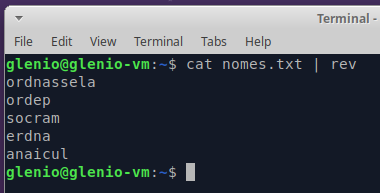 Terminal -
File Edit View Terminal Tabs Help
glenio@glenio-vm:~$ cat nomes.txt | rev
ordnassela
ordep
socram
erdna
anaicul
glenio@glenio-vm:~$